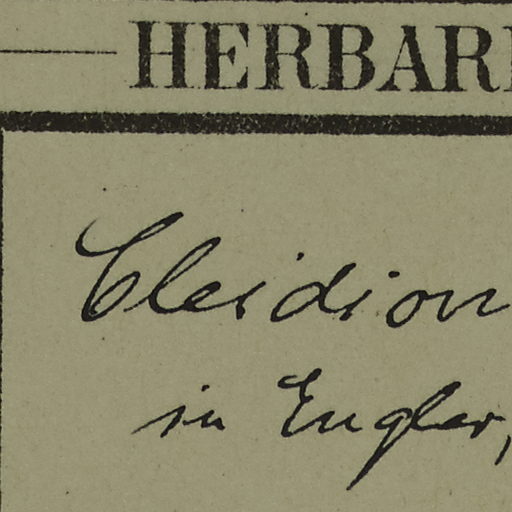 HERBARI
Cleidion
in Engler,